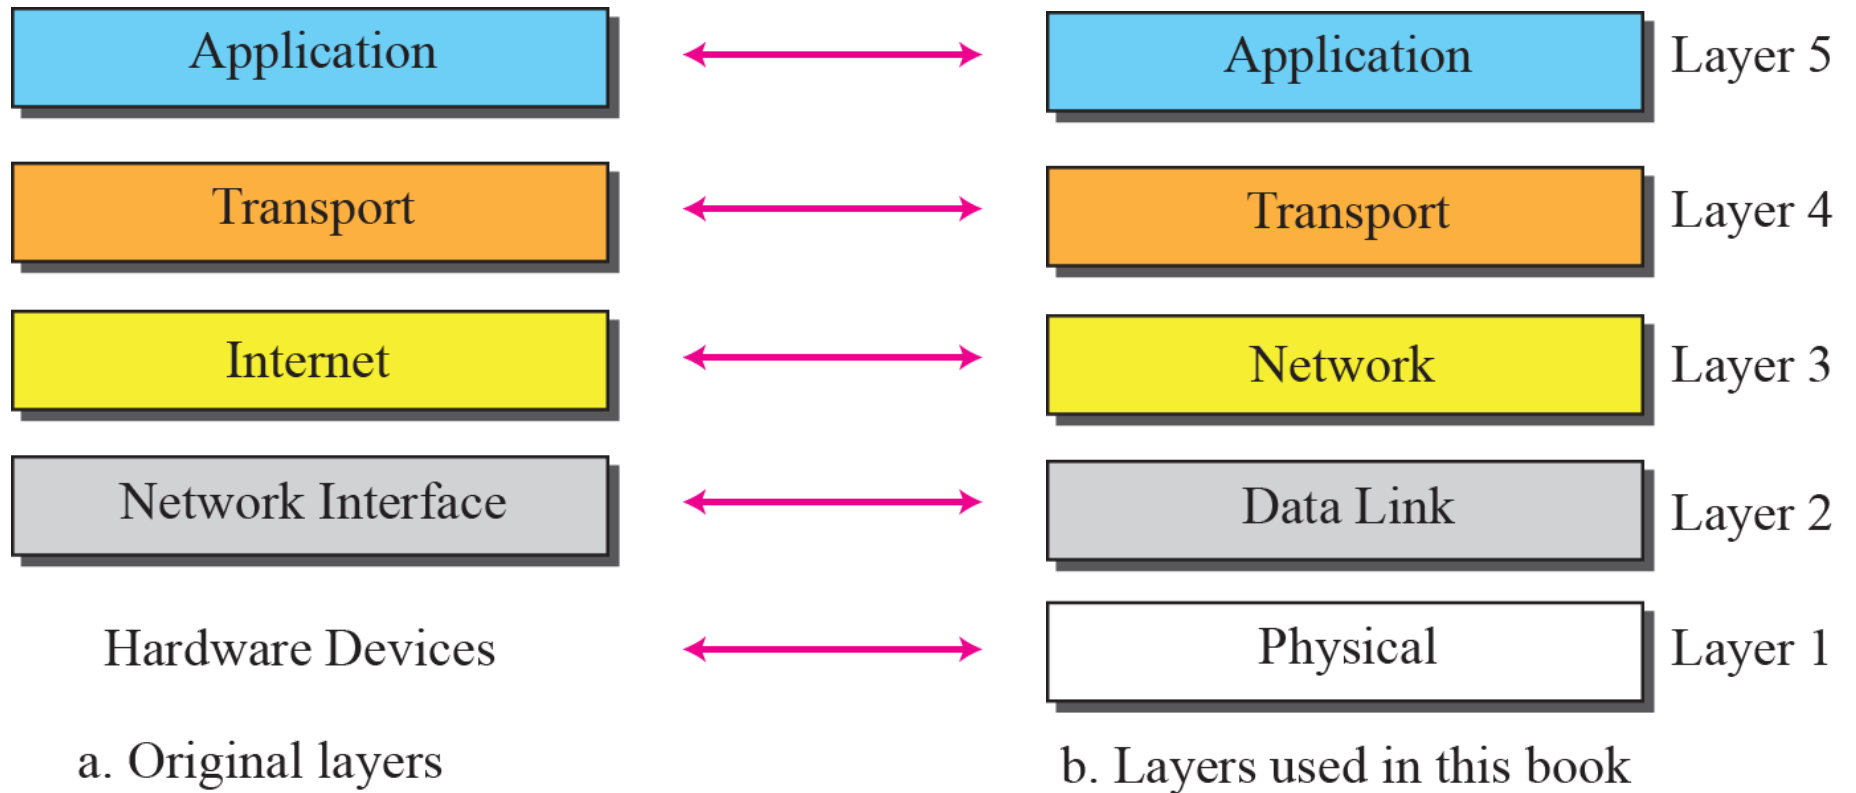 Application
Application
Layer 5
Transport
Transport
Layer 4
Internet
Network
Layer 3
Network Interface
Data Link
Layer 2
Hardware Devices
Physical
Layer 1
a. Original layers
b. Layers used in this book